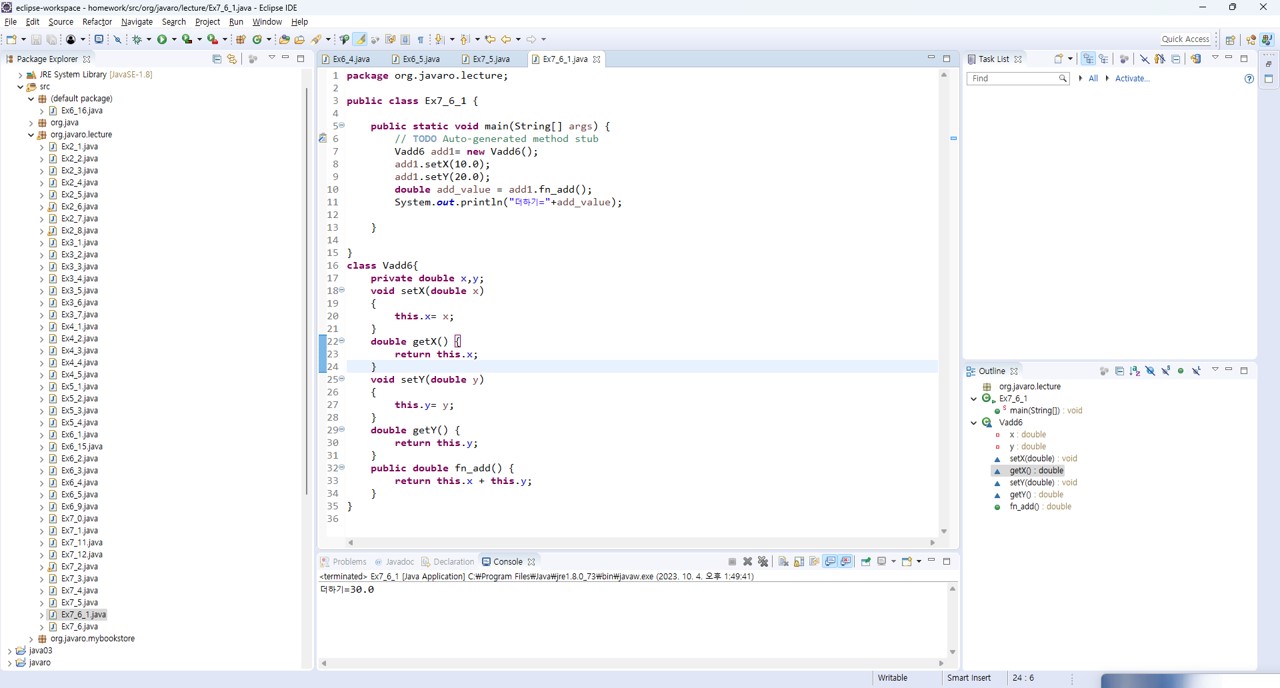 eclipse-workspace - homework/src/org/javaro/lecture/Ex7_6_1.java - Eclipse IDE
File Edit Source Refactor Navigate Search Project Run Window Help
Quick Access
Package Explorer
JRE System Library [JavaSE-1.8]
src
(default package)
Ex6_16.java
org.java
org.javaro.lecture
Ex2_1.java
Ex2_2.java
Ex2_3.java
Ex2_4.java
Ex2_5.java
Ex2_6.java
Ex2_7.java
Ex2_8.java
Ex3_1.java
Ex3_2.java
Ex3_3.java
Ex3_4.java
Ex3_5.java
Ex3_6.java
Ex3_7.java
Ex4_1.java
Ex4_2.java
Ex4_3.java
Ex4_4.java
Ex4_5.java
Ex5_1.java
Ex5_2.java
Ex5_3.java
Ex5_4.java
Ex6_1.java
Ex6_15.java
Ex6_2.java
Ex6_3.java
Ex6_4.java
Ex6_5.java
Ex6_9.java
Ex7_0.java
Ex7_1.java
Ex7_11.java
Ex7_12.java
Ex7_2.java
Ex7_3.java
Ex7_4.java
Ex7_5.java
Ex7_6_1.java
Ex7_6.java
org.javaro.mybookstore
java03
javaro
Ex6_4.java Ex6_5.java Ex7_5.java Ex7_6_1.java
1 package org.javaro.lecture;
2
3 public class Ex7_6_1 {
4
5 public static void main(String[] args) {
6 // TODO Auto-generated method stub
7 Vadd6 add1= new Vadd6();
8 add1.setX(10.0);
9 add1.setY(20.0);
10 double add_value = add1.fn_add();
11 System.out.println("더하기="+add_value);
12
13 }
14
15 }
16 class Vadd6{
17 private double x,y;
18 void setX(double x)
19 {
20 this.x= x;
21 }
22 double getX() {
23 return this.x;
24 }
25 void setY(double y)
26 {
27 this.y= y;
28 }
29 double getY() {
30 return this.y;
31 }
32 public double fn_add() {
33 return this.x + this.y;
34 }
35 }
36
Problems Javadoc Declaration Console
<terminated> Ex7_6_1 [Java Application] C:₩Program Files₩Java₩jre1.8.0_73₩bin₩javaw.exe (2023. 10. 4. 오후 1:49:41)
더하기=30.0
Task List
Find All Activate...
Outline
org.javaro.lecture
Ex7_6_1
main(String[]) : void
Vadd6
x : double
y : double
setX(double) : void
getX() : double
setY(double) : void
getY() : double
fn_add() : double
Writable Smart Insert 24 : 6